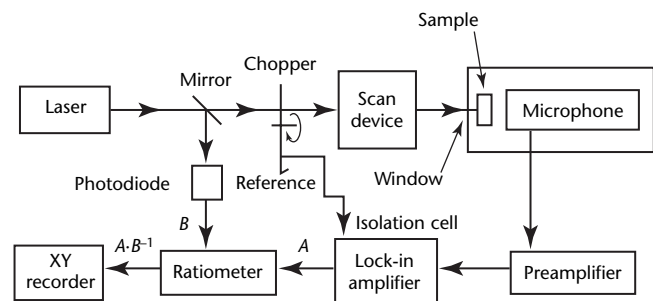 Sample
Chopper
Mirror
Laser
Scan
device
Microphone
Window
Photodiode
Reference
B
Isolation cell
A·B⁻¹
A
XY
recorder
Ratiometer
Lock-in
amplifier
Preamplifier